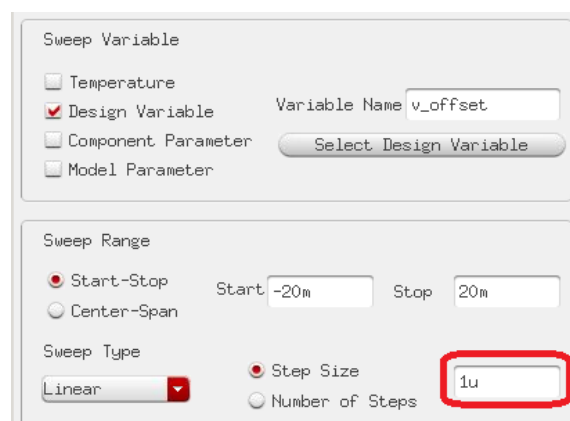 Sweep Variable
Temperature
Design Variable Variable Name v_offset
Component Parameter Select Design Variable
Model Parameter
Sweep Range
Start-Stop Start -20m Stop 20m
Center-Span
Sweep Type
Linear Step Size 1u
Number of Steps